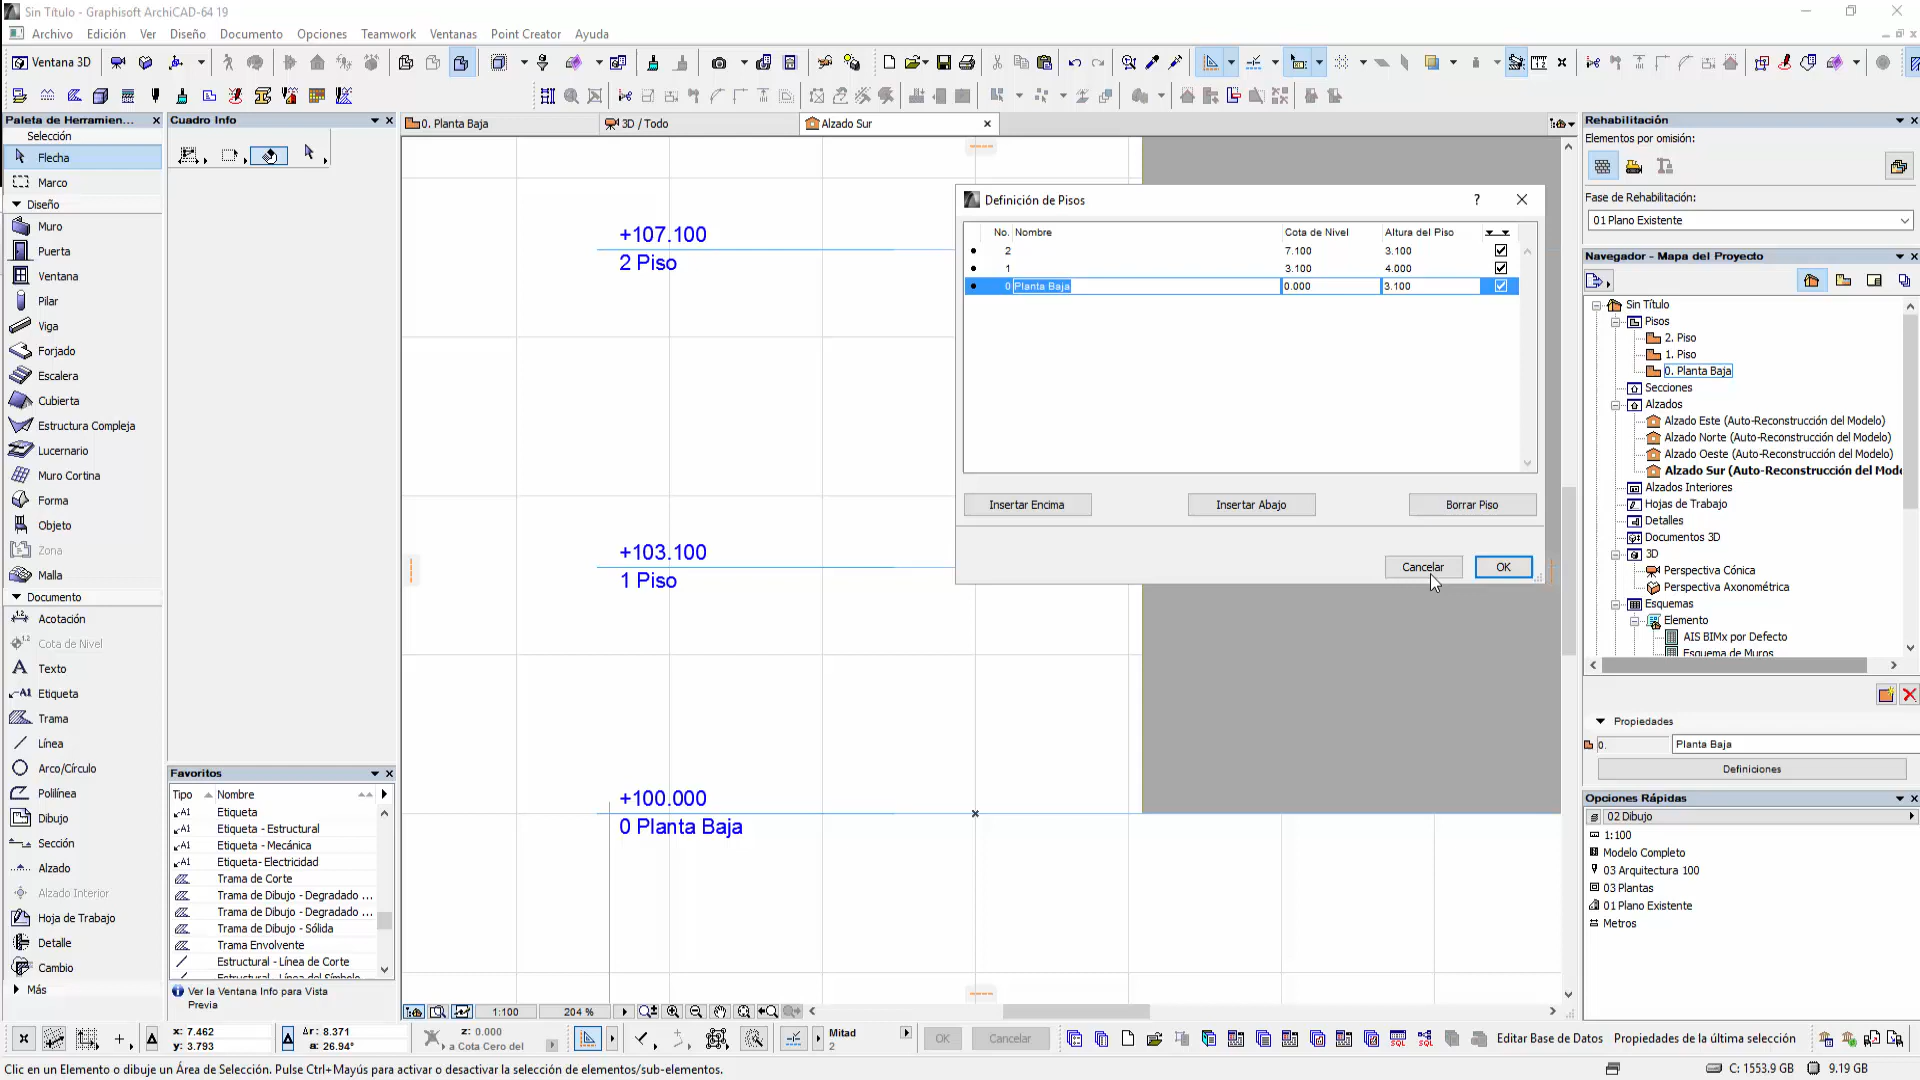 Sin Título - Graphisoft ArchiCAD-64 19
Archivo Edición Ver Diseño Documento Opciones Teamwork Ventanas Point Creator Ayuda
Ventana 3D
Paleta de Herramien...
Selección
Flecha
Marco
Diseño
Muro
Puerta
Ventana
Pilar
Viga
Forjado
Escalera
Cubierta
Estructura Compleja
Lucernario
Muro Cortina
Forma
Objeto
Zona
Malla
Documento
Acotación
Cota de Nivel
Texto
Etiqueta
Trama
Línea
Arco/Círculo
Polilínea
Dibujo
Sección
Alzado
Alzado Interior
Hoja de Trabajo
Detalle
Cambio
Más
Cuadro Info
Favoritos
Tipo Nombre
Etiqueta
Etiqueta - Estructural
Etiqueta - Mecánica
Etiqueta- Electricidad
Trama de Corte
Trama de Dibujo - Degradado ...
Trama de Dibujo - Degradado ...
Trama de Dibujo - Sólida
Trama Envolvente
Estructural - Línea de Corte
Estructural - Línea del Símbolo
Ver la Ventana Info para Vista
Previa
0. Planta Baja
3D / Todo
Alzado Sur
+107.100
2 Piso
+103.100
1 Piso
+100.000
0 Planta Baja
Definición de Pisos
No. Nombre Cota de Nivel Altura del Piso
2 7.100 3.100
1 3.100 4.000
0 Planta Baja 0.000 3.100
Insertar Encima
Insertar Abajo
Borrar Piso
Cancelar
OK
Rehabilitación
Elementos por omisión:
Fase de Rehabilitación:
01 Plano Existente
Navegador - Mapa del Proyecto
Sin Título
Pisos
2. Piso
1. Piso
0. Planta Baja
Secciones
Alzados
Alzado Este (Auto-Reconstrucción del Modelo)
Alzado Norte (Auto-Reconstrucción del Modelo)
Alzado Oeste (Auto-Reconstrucción del Modelo)
Alzado Sur (Auto-Reconstrucción del Mode
Alzados Interiores
Hojas de Trabajo
Detalles
Documentos 3D
3D
Perspectiva Cónica
Perspectiva Axonométrica
Esquemas
Elemento
AIS BIMx por Defecto
Esquema de Muros
Propiedades
0. Planta Baja
Definiciones
Opciones Rápidas
02 Dibujo
1:100
Modelo Completo
03 Arquitectura 100
03 Plantas
01 Plano Existente
Metros
1:100 204 %
x: 7.462
y: 3.793
Δr: 8.371
a: 26.94°
z: 0.000
a Cota Cero del
Mitad
2
OK
Cancelar
Editar Base de Datos
Propiedades de la última selección
Clic en un Elemento o dibuje un Área de Selección. Pulse Ctrl+Mayús para activar o desactivar la selección de elementos/sub-elementos.
C: 1553.9 GB
9.19 GB